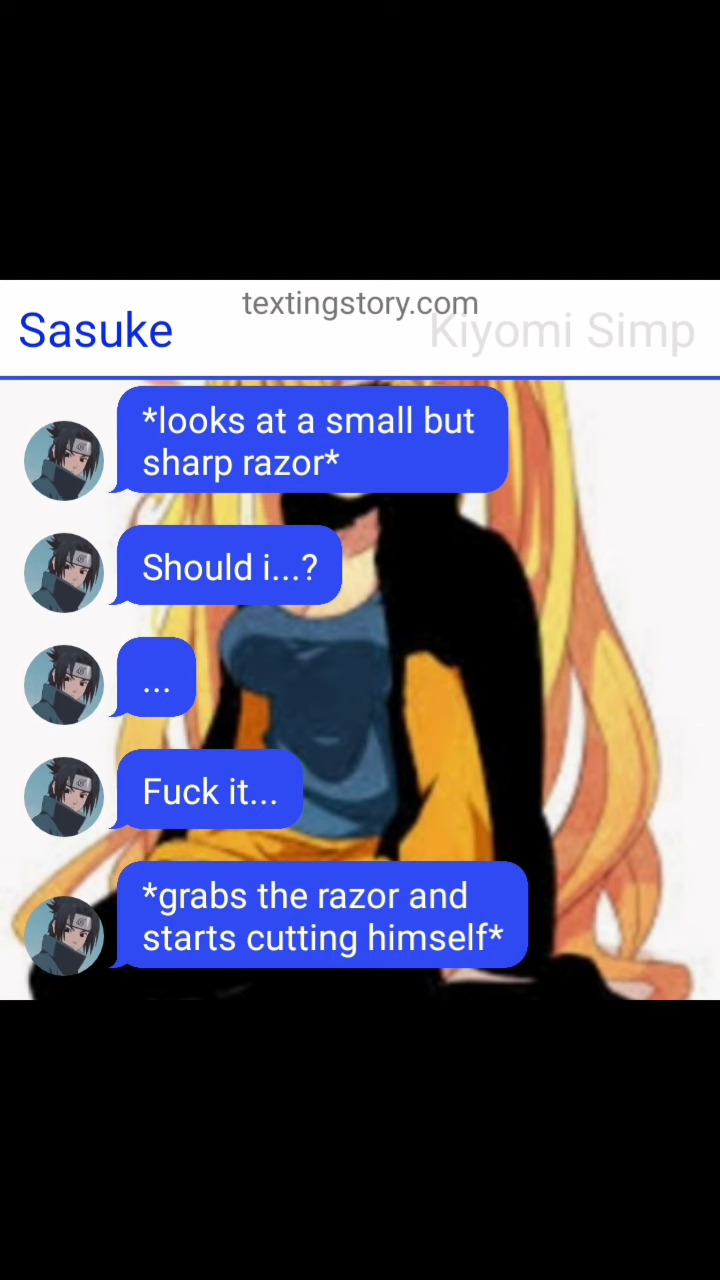 textingstory.com
Sasuke
Kiyomi Simp
*looks at a small but
sharp razor*
Should i...?
...
Fuck it...
*grabs the razor and
starts cutting himself*